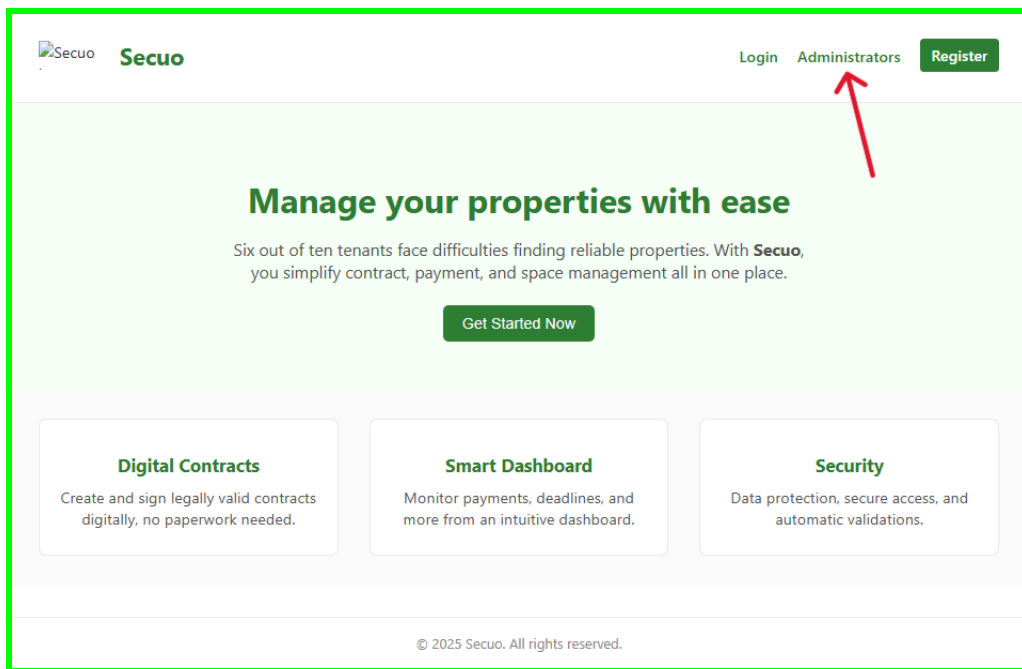 Secuo
Secuo
Login
Administrators
Register
Manage your properties with ease
Six out of ten tenants face difficulties finding reliable properties. With Secuo,
you simplify contract, payment, and space management all in one place.
Get Started Now
Digital Contracts
Create and sign legally valid contracts
digitally, no paperwork needed.
Smart Dashboard
Monitor payments, deadlines, and
more from an intuitive dashboard.
Security
Data protection, secure access, and
automatic validations.
© 2025 Secuo. All rights reserved.